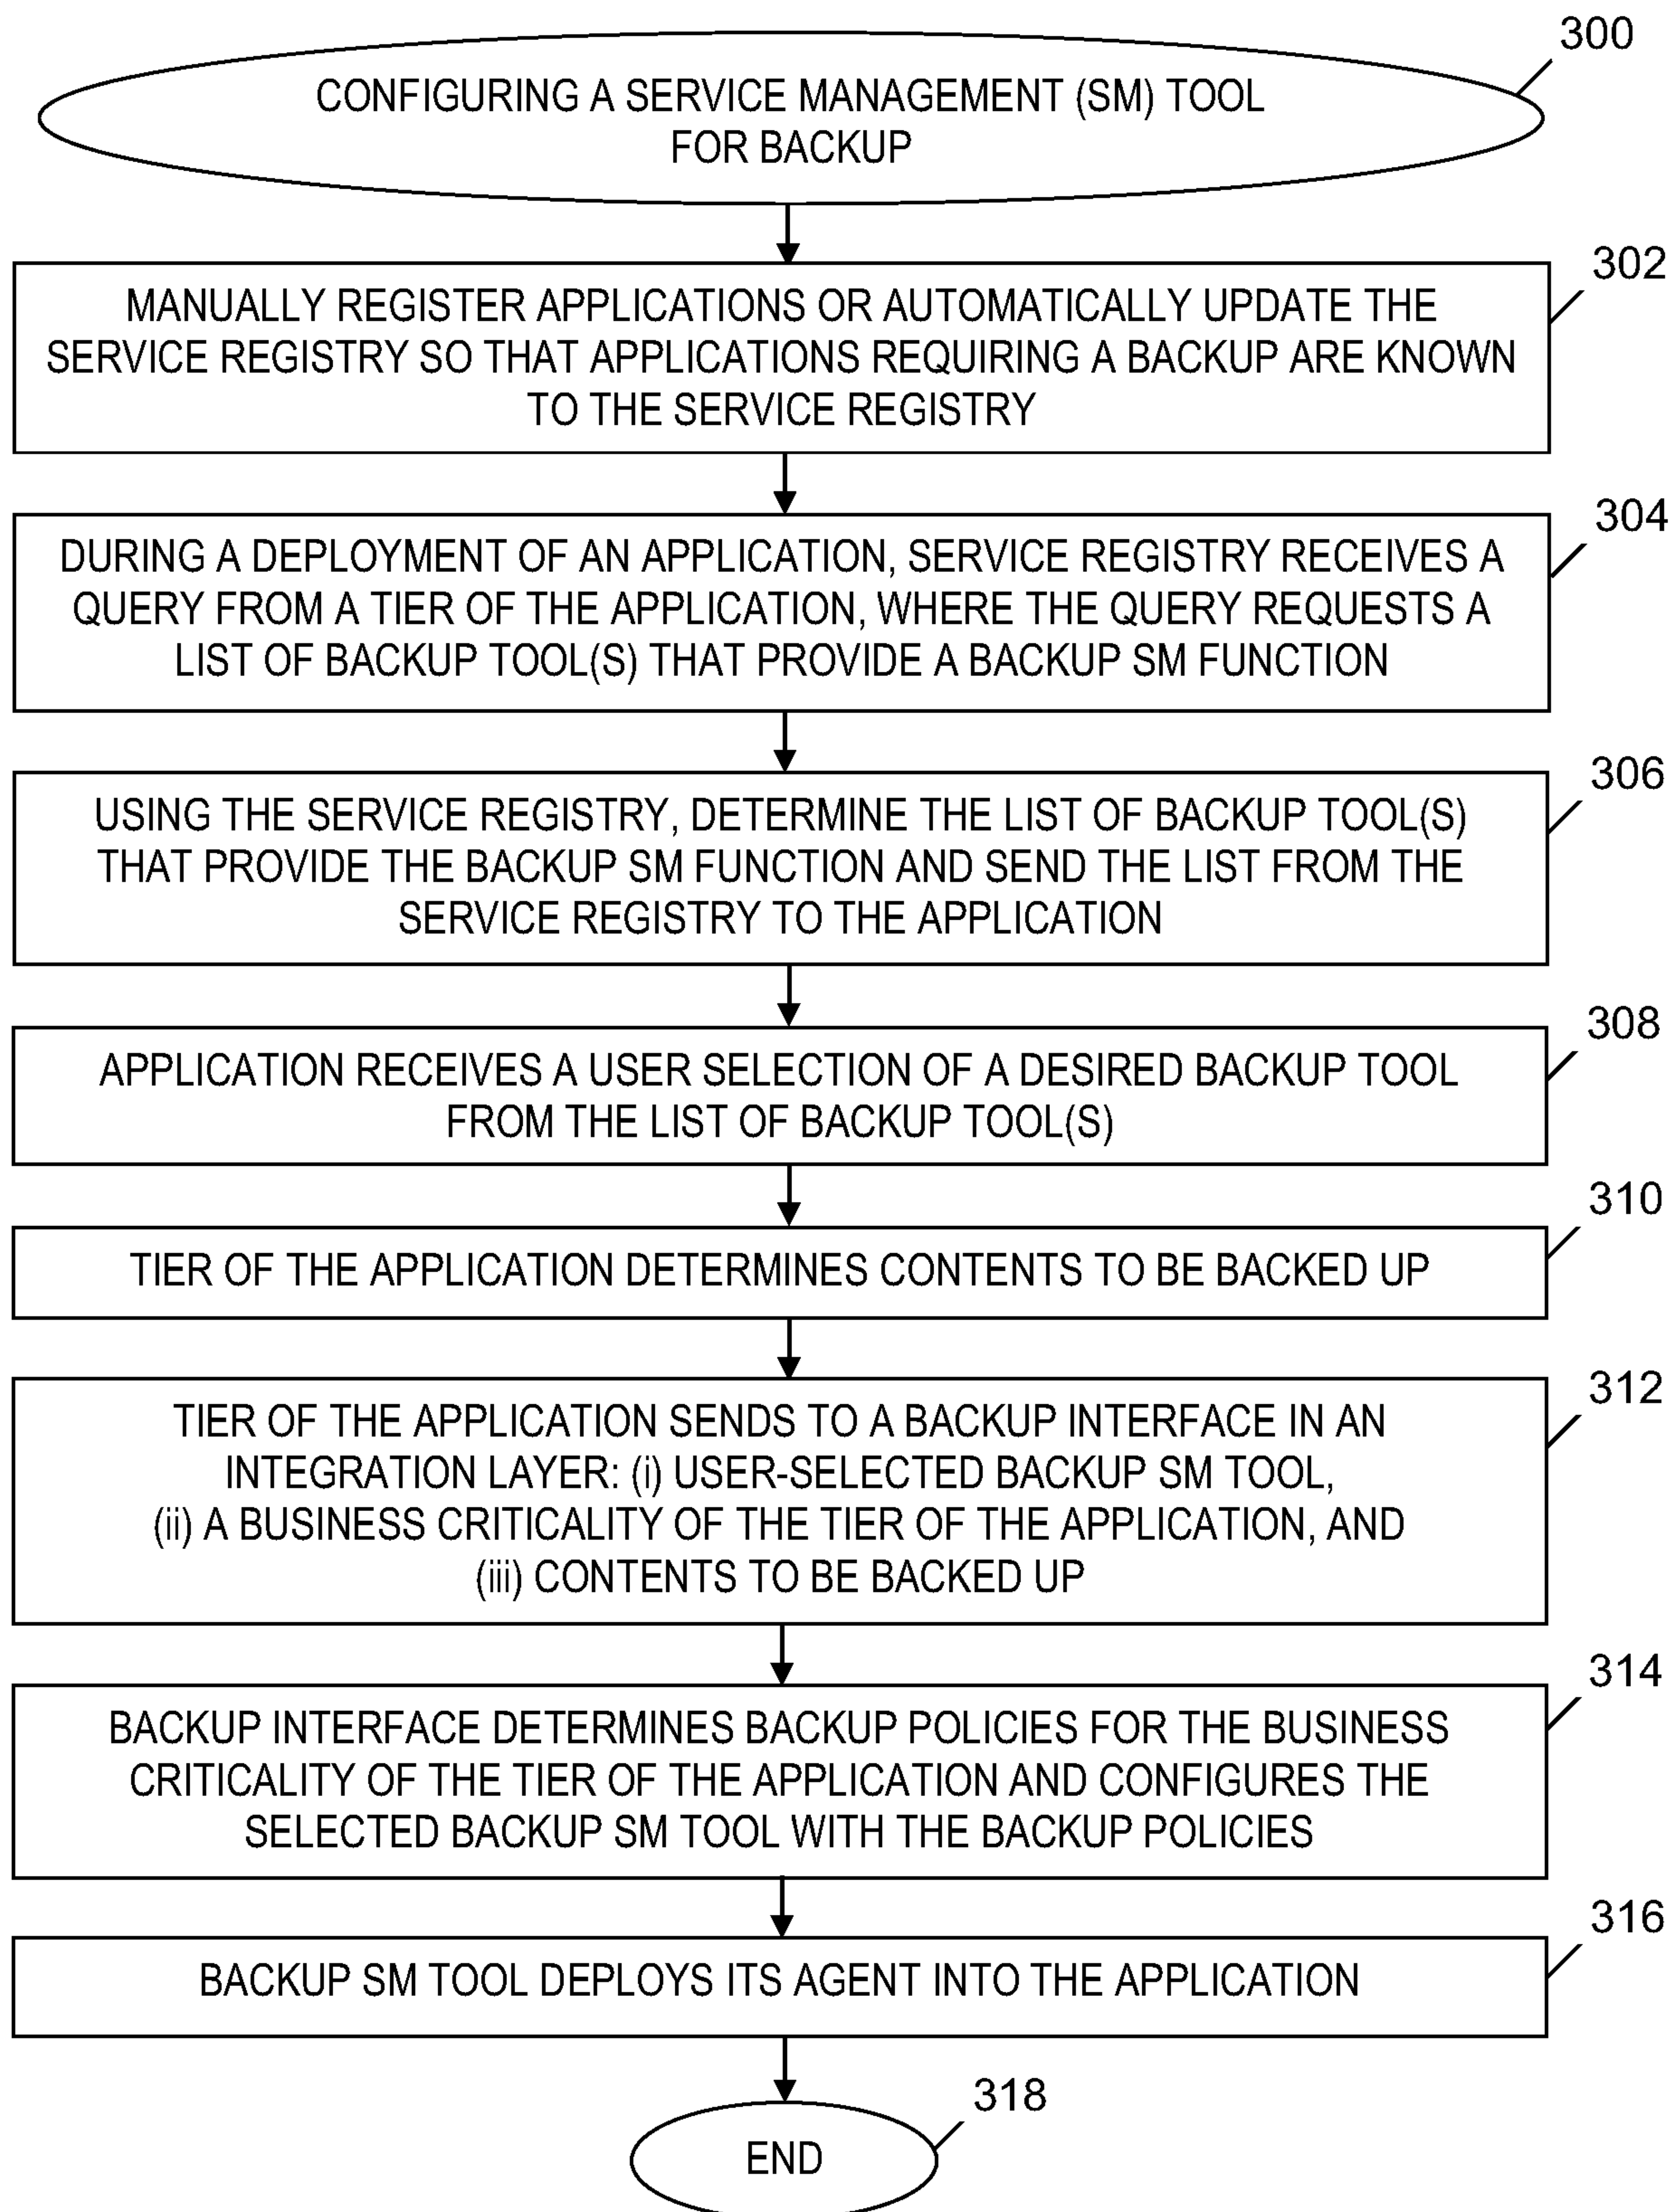 300
CONFIGURING A SERVICE MANAGEMENT (SM) TOOL
FOR BACKUP
302
MANUALLY REGISTER APPLICATIONS OR AUTOMATICALLY UPDATE THE
SERVICE REGISTRY SO THAT APPLICATIONS REQUIRING A BACKUP ARE KNOWN
TO THE SERVICE REGISTRY
304
DURING A DEPLOYMENT OF AN APPLICATION, SERVICE REGISTRY RECEIVES A
QUERY FROM A TIER OF THE APPLICATION, WHERE THE QUERY REQUESTS A
LIST OF BACKUP TOOL(S) THAT PROVIDE A BACKUP SM FUNCTION
306
USING THE SERVICE REGISTRY, DETERMINE THE LIST OF BACKUP TOOL(S)
THAT PROVIDE THE BACKUP SM FUNCTION AND SEND THE LIST FROM THE
SERVICE REGISTRY TO THE APPLICATION
308
APPLICATION RECEIVES A USER SELECTION OF A DESIRED BACKUP TOOL
FROM THE LIST OF BACKUP TOOL(S)
310
TIER OF THE APPLICATION DETERMINES CONTENTS TO BE BACKED UP
312
TIER OF THE APPLICATION SENDS TO A BACKUP INTERFACE IN AN
INTEGRATION LAYER: (i) USER-SELECTED BACKUP SM TOOL,
(ii) A BUSINESS CRITICALITY OF THE TIER OF THE APPLICATION, AND
(iii) CONTENTS TO BE BACKED UP
314
BACKUP INTERFACE DETERMINES BACKUP POLICIES FOR THE BUSINESS
CRITICALITY OF THE TIER OF THE APPLICATION AND CONFIGURES THE
SELECTED BACKUP SM TOOL WITH THE BACKUP POLICIES
316
BACKUP SM TOOL DEPLOYS ITS AGENT INTO THE APPLICATION
318
END